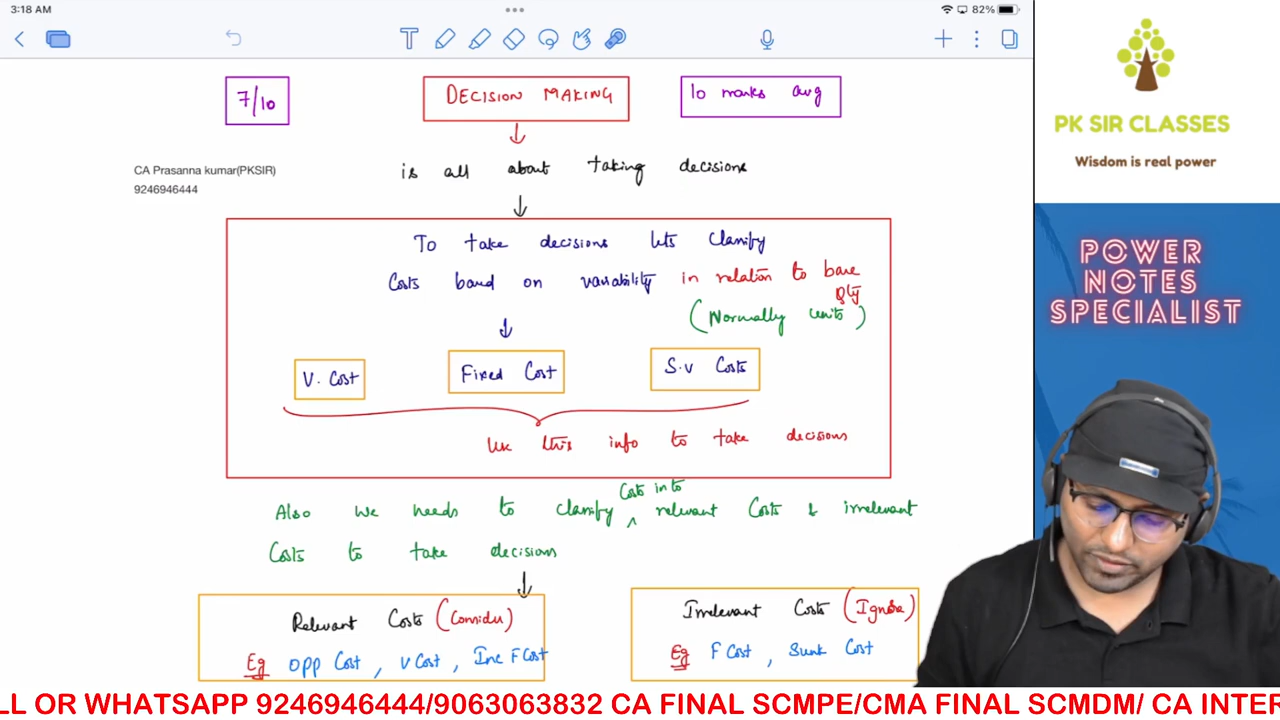 3:18 AM
82%
7/10
DECISION MAKING
10 marks avg
PK SIR CLASSES
Wisdom is real power
CA Prasanna kumar(PKSIR)
9246946444
is all about taking decisions
To take decisions lets Classify
Costs based on variability in relation to base
Qty
(Normally units)
V. Cost
Fixed Cost
S.V Costs
Use this info to take decisions
Also we needs to classify Costs into relevant Costs & irrelevant
Costs to take decisions
Relevant Costs (Consider)
Eg Opp Cost, V Cost, Inc F Cost
Irrelevant Costs (Ignore)
Eg F Cost, Sunk Cost
POWER
NOTES
SPECIALIST
LL OR WHATSAPP 9246946444/9063063832 CA FINAL SCMPE/CMA FINAL SCMDM/ CA INTER